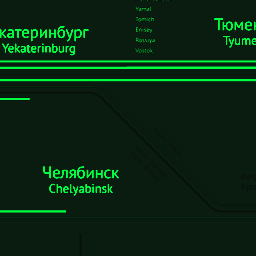 Yamal
Tomich
Enisey
Rossiya
Vostok
катеринбург
Yekaterinburg
Тюмен
Tyume
Челябинск
Chelyabinsk